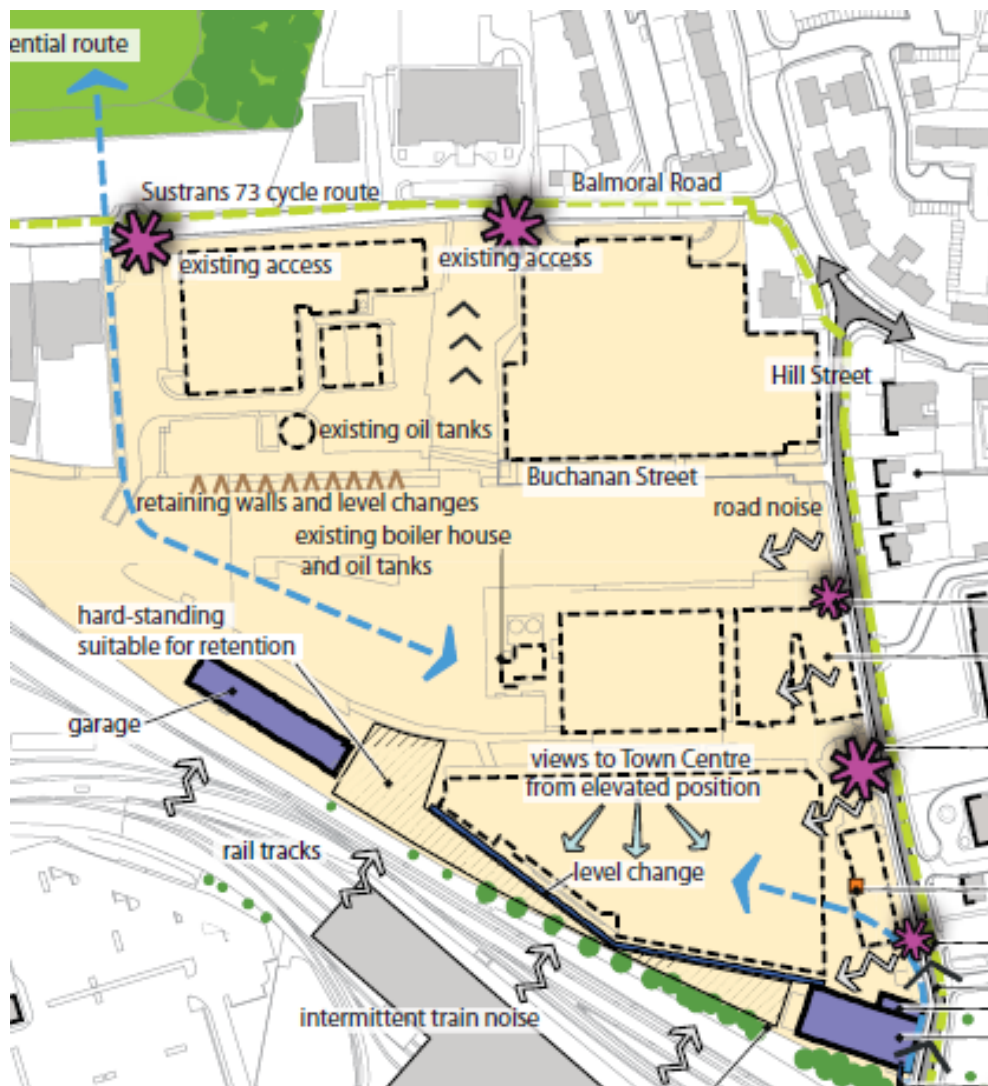 ential route
Sustrans 73 cycle route
Balmoral Road
existing access
existing access
Hill Street
existing oil tanks
Buchanan Street
retaining walls and level changes
road noise
existing boiler house
and oil tanks
hard-standing
suitable for retention
garage
views to Town Centre
from elevated position
rail tracks
level change
intermittent train noise